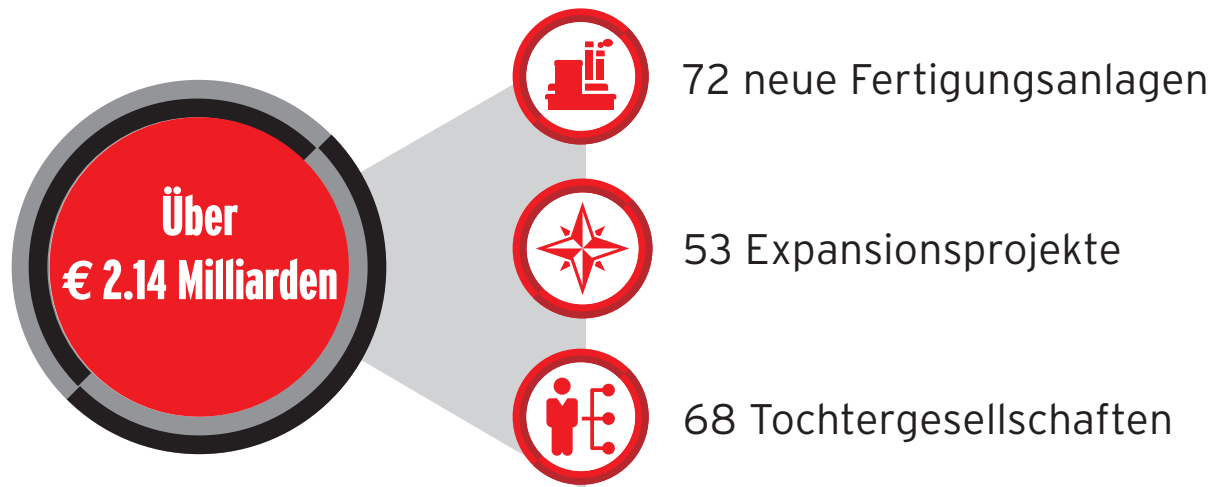 Über
€ 2.14 Milliarden
72 neue Fertigungsanlagen
53 Expansionsprojekte
68 Tochtergesellschaften